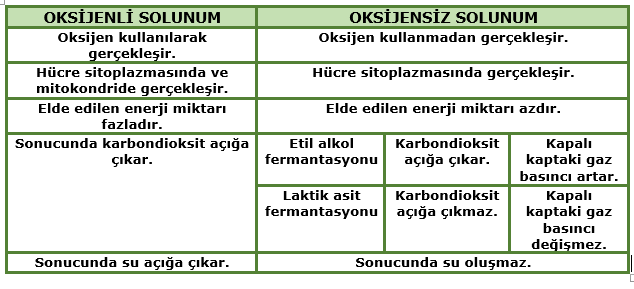 OKSİJENLİ SOLUNUM
OKSİJENSİZ SOLUNUM
Oksijen kullanılarak
gerçekleşir.
Oksijen kullanmadan gerçekleşir.
Hücre sitoplazmasında ve
mitokondride gerçekleşir.
Hücre sitoplazmasında gerçekleşir.
Elde edilen enerji miktarı
fazladır.
Elde edilen enerji miktarı azdır.
Sonucunda karbondioksit açığa
çıkar.
Etil alkol
fermantasyonu
Karbondioksit
açığa çıkar.
Kapalı
kaptaki gaz
basıncı artar.
Laktik asit
fermantasyonu
Karbondioksit
açığa çıkmaz.
Kapalı
kaptaki gaz
basıncı
değişmez.
Sonucunda su açığa çıkar.
Sonucunda su oluşmaz.